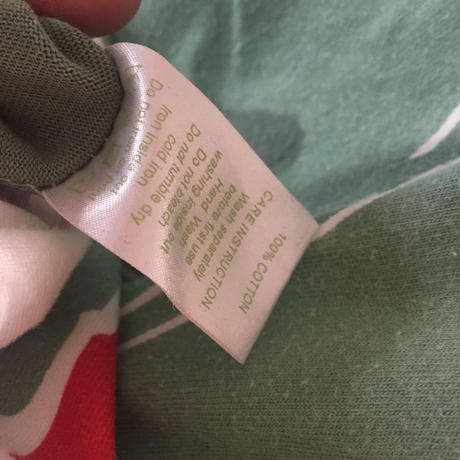 100% COTTON
CARE INSTRUCTION:
Wash separately
before first use
Hand Wash
washing inside out
Do not bleach
Do not tumble dry
cold iron
Iron inside out
Do not